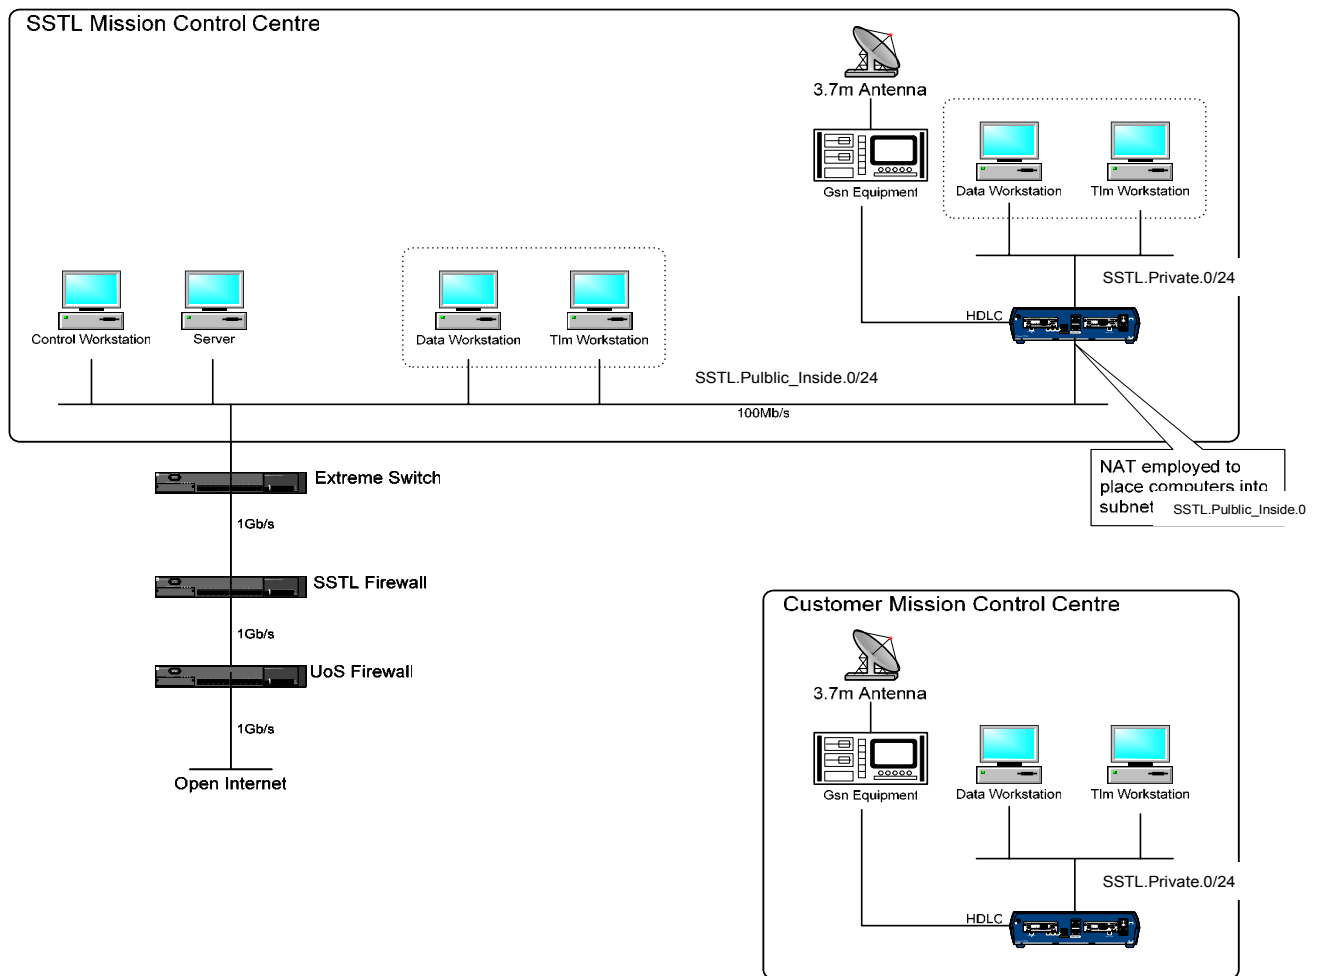 SSTL Mission Control Centre
3.7m Antenna
Gsn Equipment
Data Workstation
Tlm Workstation
SSTL.Private.0/24
HDLC
Control Workstation
Server
Data Workstation
Tlm Workstation
SSTL.Pulblic_Inside.0/24
100Mb/s
NAT employed to
place computers into
subnet SSTL.Pulblic_Inside.0
Extreme Switch
1Gb/s
SSTL Firewall
1Gb/s
UoS Firewall
1Gb/s
Open Internet
Customer Mission Control Centre
3.7m Antenna
Gsn Equipment
Data Workstation
Tlm Workstation
SSTL.Private.0/24
HDLC